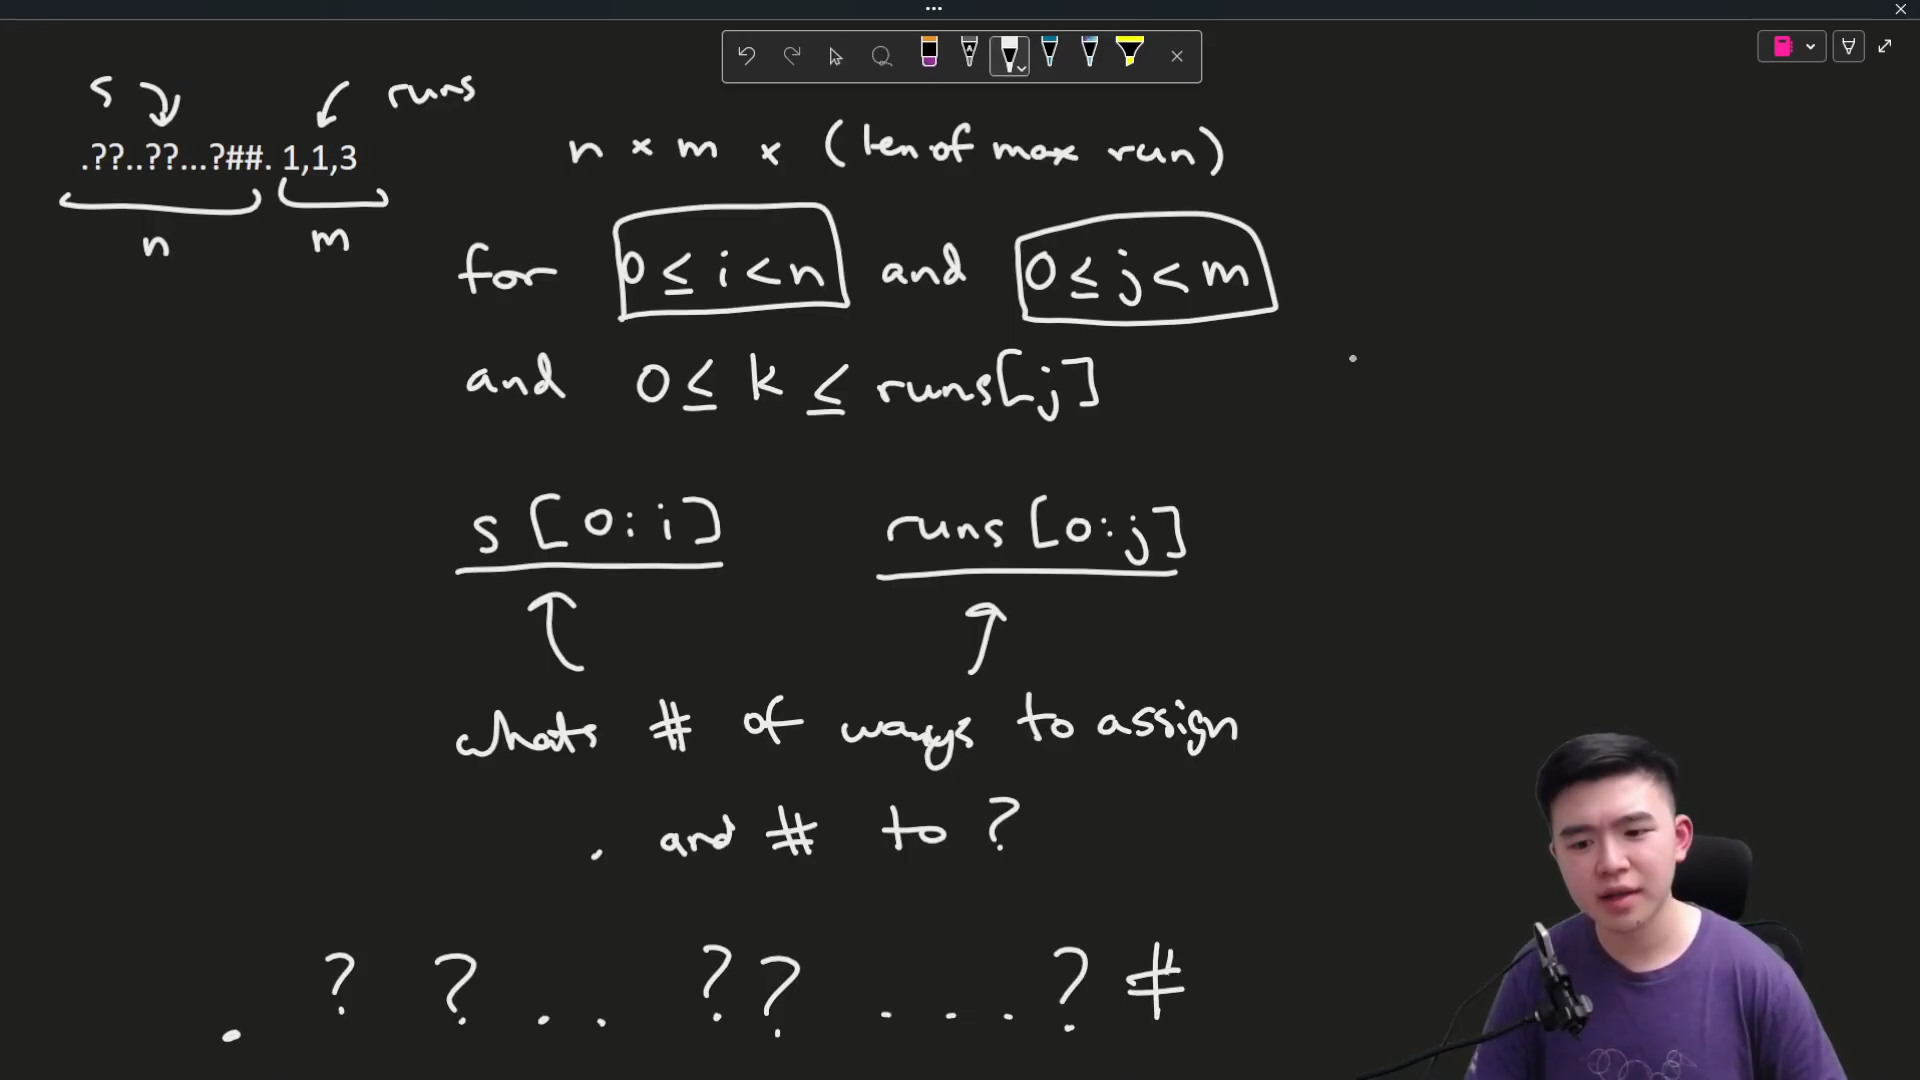 s runs
.??..??...?##. 1,1,3
n m
n × m × (len of max run)
for 0 ≤ i < n and 0 ≤ j < m
and 0 ≤ k ≤ runs[j]
s [0:i] runs [0:j]
whats # of ways to assign
. and # to ?
. ? ? . . ? ? . . . ? #